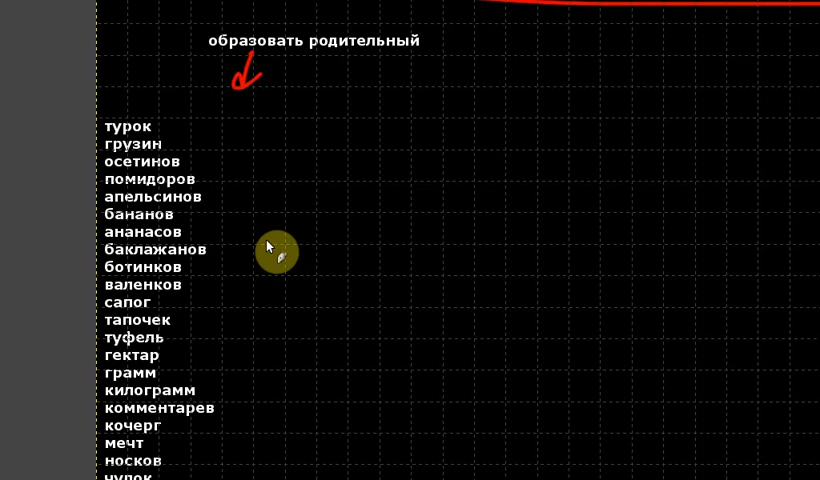 образовать родительный
турок
грузин
осетинов
помидоров
апельсинов
бананов
ананасов
баклажанов
ботинков
валенков
сапог
тапочек
туфель
гектар
грамм
килограмм
комментарев
кочерг
мечт
носков
чулок